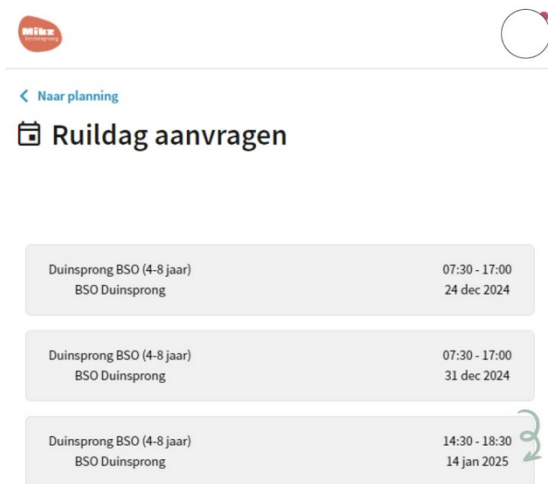 Mikz
Naar planning
Ruildag aanvragen
Duinsprong BSO (4-8 jaar) 07:30 - 17:00
BSO Duinsprong 24 dec 2024
Duinsprong BSO (4-8 jaar) 07:30 - 17:00
BSO Duinsprong 31 dec 2024
Duinsprong BSO (4-8 jaar) 14:30 - 18:30
BSO Duinsprong 14 jan 2025